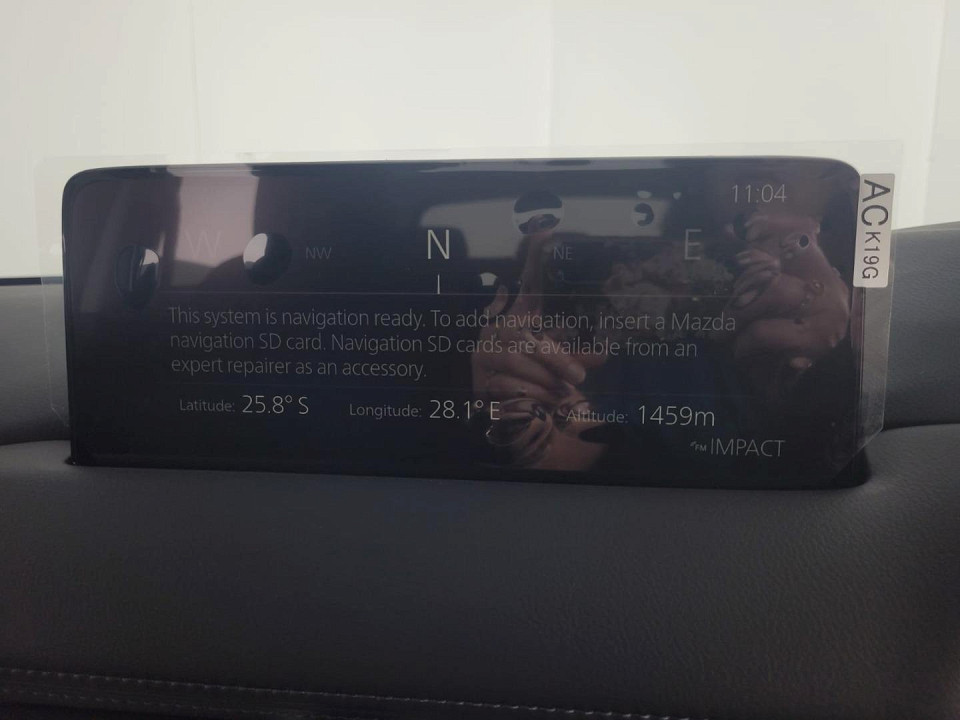 11:04
W NW N NE E
This system is navigation ready. To add navigation, insert a Mazda
navigation SD card. Navigation SD cards are available from an
expert repairer as an accessory.
Latitude: 25.8° S Longitude: 28.1° E Altitude: 1459m
FM IMPACT
AC K19G